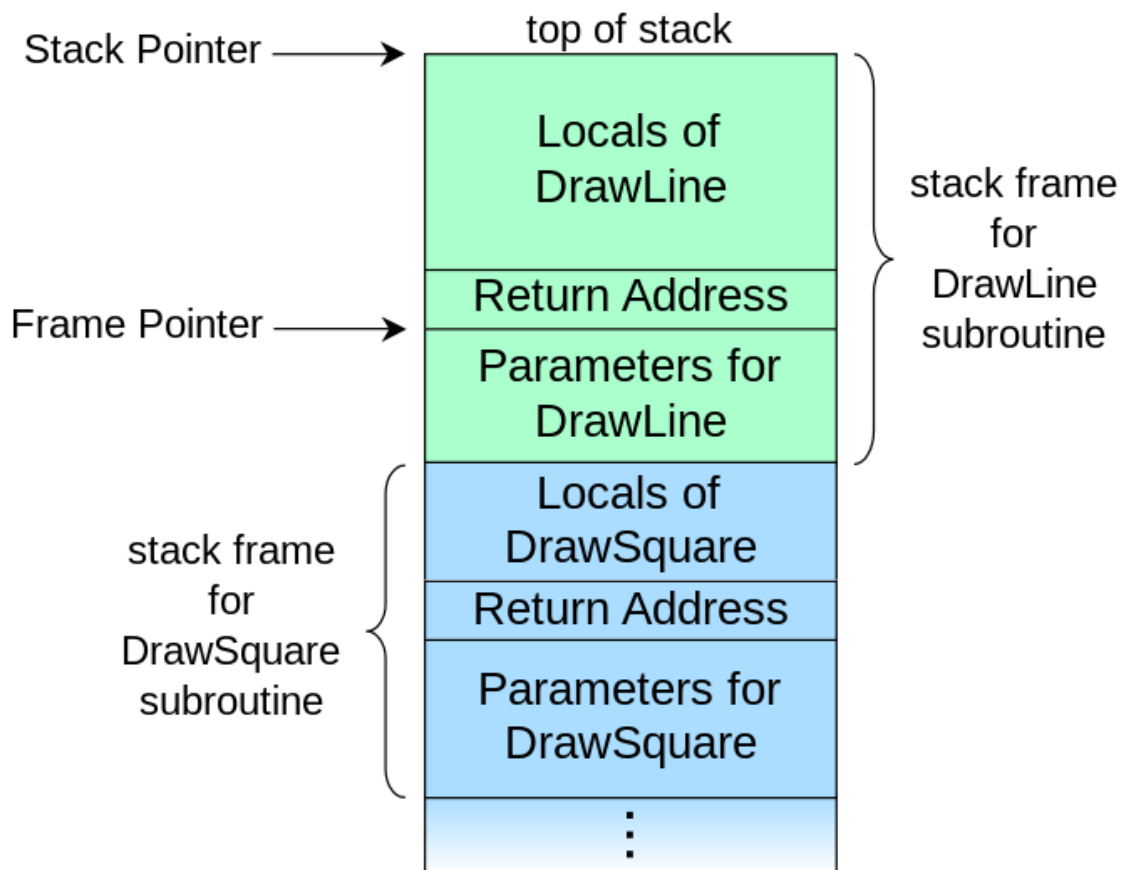 top of stack
Stack Pointer
Locals of
DrawLine
stack frame
for
DrawLine
subroutine
Return Address
Frame Pointer
Parameters for
DrawLine
Locals of
DrawSquare
stack frame
for
DrawSquare
subroutine
Return Address
Parameters for
DrawSquare